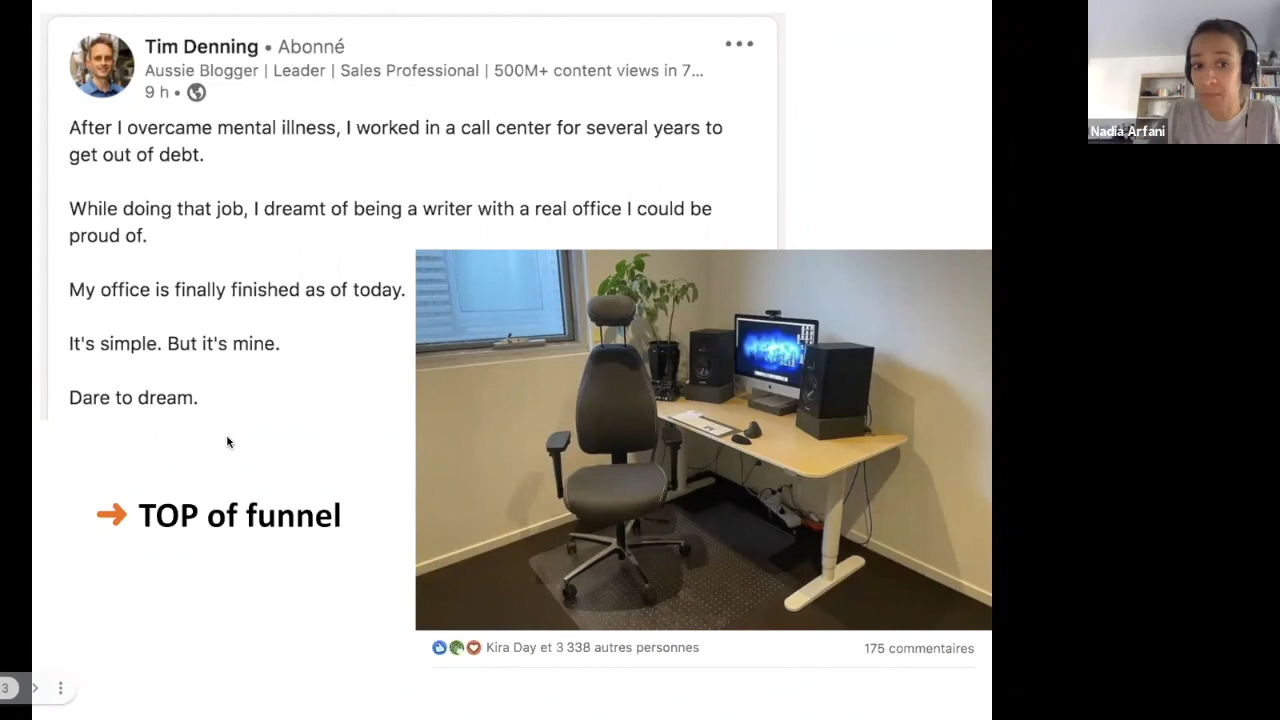 Tim Denning • Abonné
Aussie Blogger | Leader | Sales Professional | 500M+ content views in 7...
9 h •
After I overcame mental illness, I worked in a call center for several years to
get out of debt.
While doing that job, I dreamt of being a writer with a real office I could be
proud of.
My office is finally finished as of today.
It's simple. But it's mine.
Dare to dream.
➜ TOP of funnel
Kira Day et 3 338 autres personnes
175 commentaires
Nadia Arfani
3